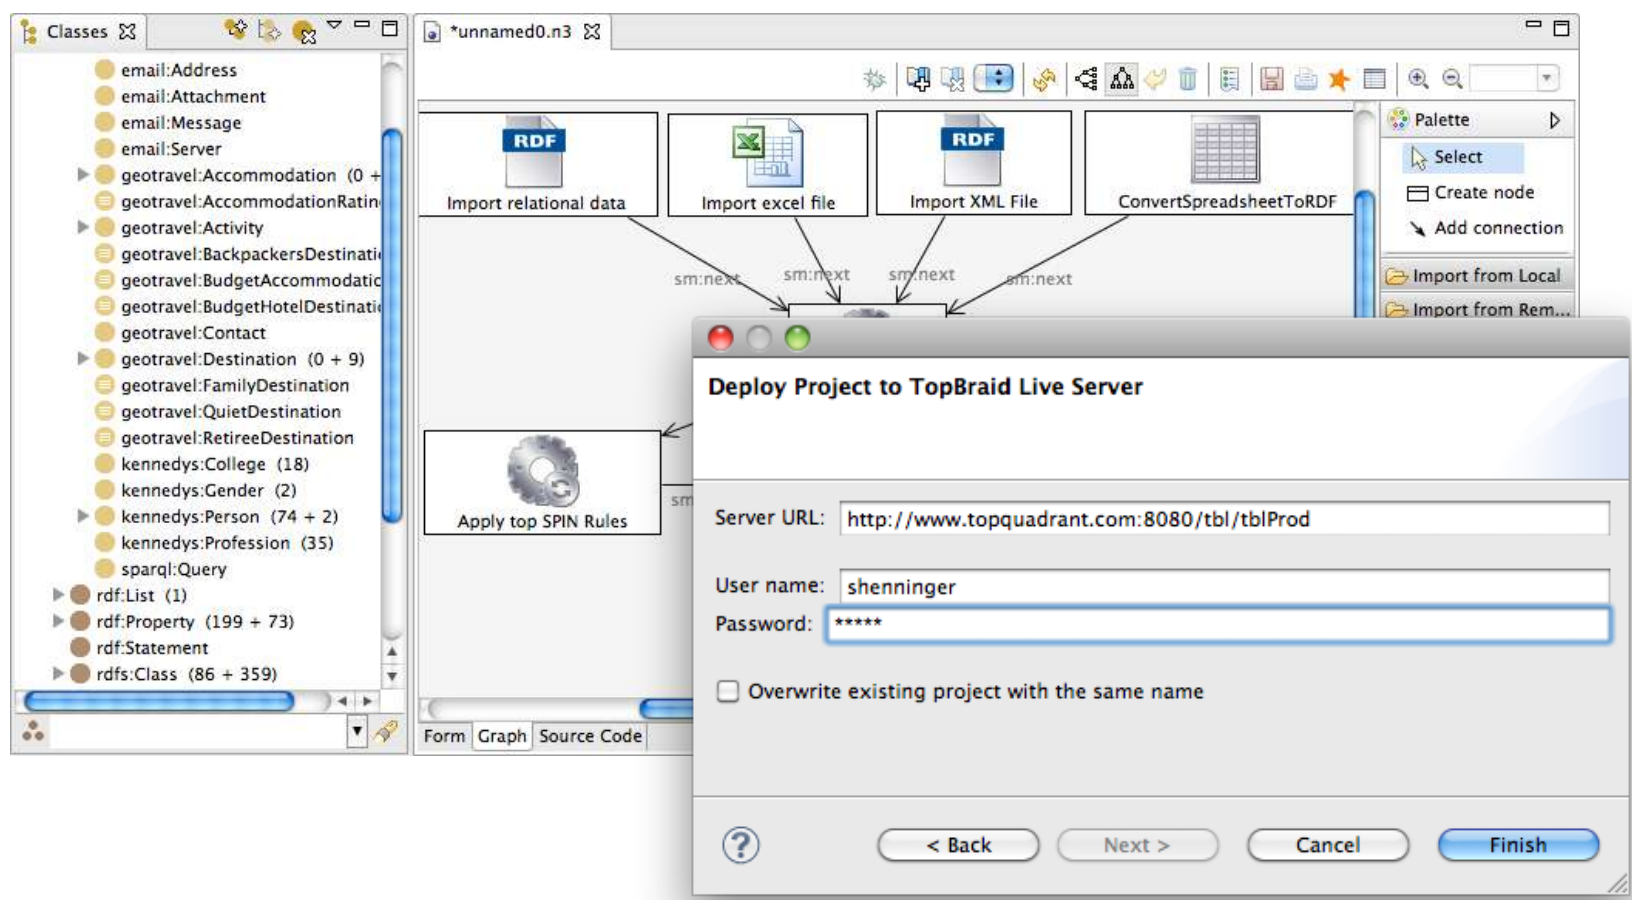 Classes
email:Address
email:Attachment
email:Message
email:Server
geotravel:Accommodation (0 +
geotravel:AccommodationRatin
geotravel:Activity
geotravel:BackpackersDestinati
geotravel:BudgetAccommodatic
geotravel:BudgetHotelDestinati
geotravel:Contact
geotravel:Destination (0 + 9)
geotravel:FamilyDestination
geotravel:QuietDestination
geotravel:RetireeDestination
kennedys:College (18)
kennedys:Gender (2)
kennedys:Person (74 + 2)
kennedys:Profession (35)
sparql:Query
rdf:List (1)
rdf:Property (199 + 73)
rdf:Statement
rdfs:Class (86 + 359)
*unnamed0.n3
RDF
Import relational data
Import excel file
RDF
Import XML File
ConvertSpreadsheetToRDF
sm:next
sm:next
sm:next
sm:next
Apply top SPIN Rules
sm
Form Graph Source Code
Palette
Select
Create node
Add connection
Import from Local
Import from Rem...
Deploy Project to TopBraid Live Server
Server URL: http://www.topquadrant.com:8080/tbl/tblProd
User name: shenninger
Password: *****
Overwrite existing project with the same name
? < Back Next > Cancel Finish